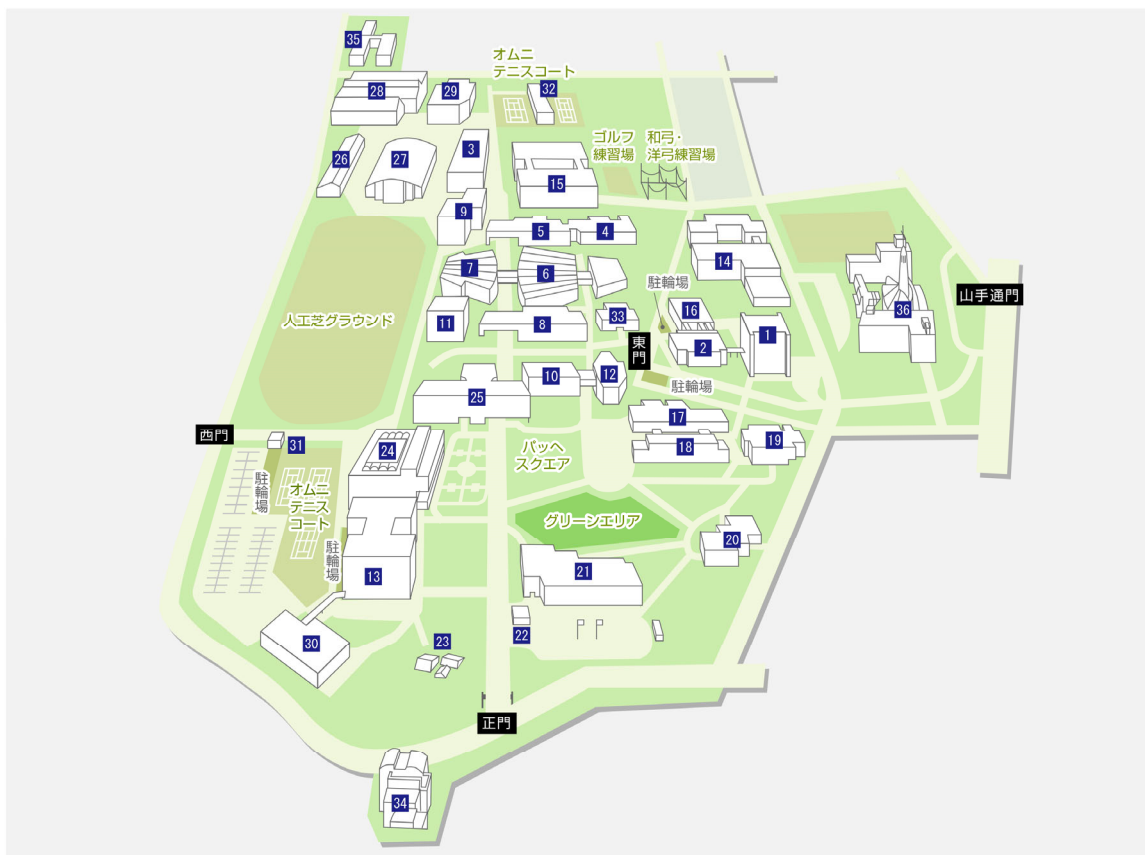 35
オムニ
テニスコート
28
29
32
3
ゴルフ
練習場
和弓・
洋弓練習場
26
27
15
9
5
4
7
6
14
駐輪場
山手通門
36
人工芝グラウンド
11
8
33
16
東門
2
1
10
12
駐輪場
25
17
西門
31
24
パッヘ
スクエア
18
19
駐輪場
オムニ
テニス
コート
グリーンエリア
20
駐輪場
13
21
22
30
23
正門
34